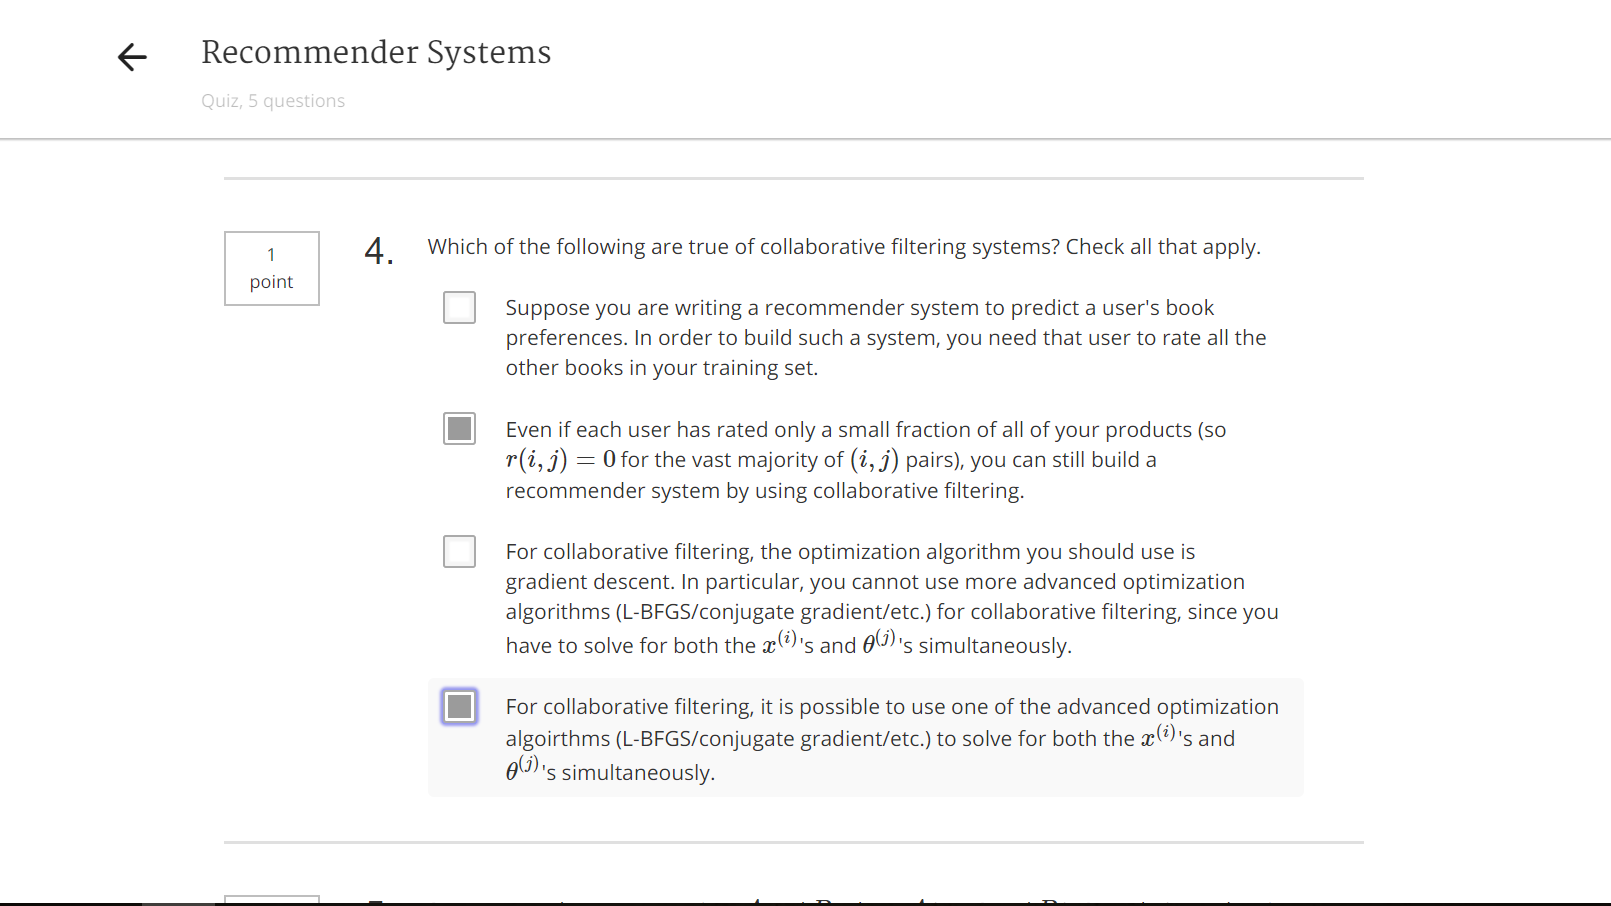 Recommender Systems
Quiz, 5 questions
1
point
4.
Which of the following are true of collaborative filtering systems? Check all that apply.
Suppose you are writing a recommender system to predict a user's book
preferences. In order to build such a system, you need that user to rate all the
other books in your training set.
Even if each user has rated only a small fraction of all of your products (so
r(i, j) = 0 for the vast majority of (i, j) pairs), you can still build a
recommender system by using collaborative filtering.
For collaborative filtering, the optimization algorithm you should use is
gradient descent. In particular, you cannot use more advanced optimization
algorithms (L-BFGS/conjugate gradient/etc.) for collaborative filtering, since you
have to solve for both the x^(i)'s and θ^(j)'s simultaneously.
For collaborative filtering, it is possible to use one of the advanced optimization
algoirthms (L-BFGS/conjugate gradient/etc.) to solve for both the x^(i)'s and
θ^(j)'s simultaneously.